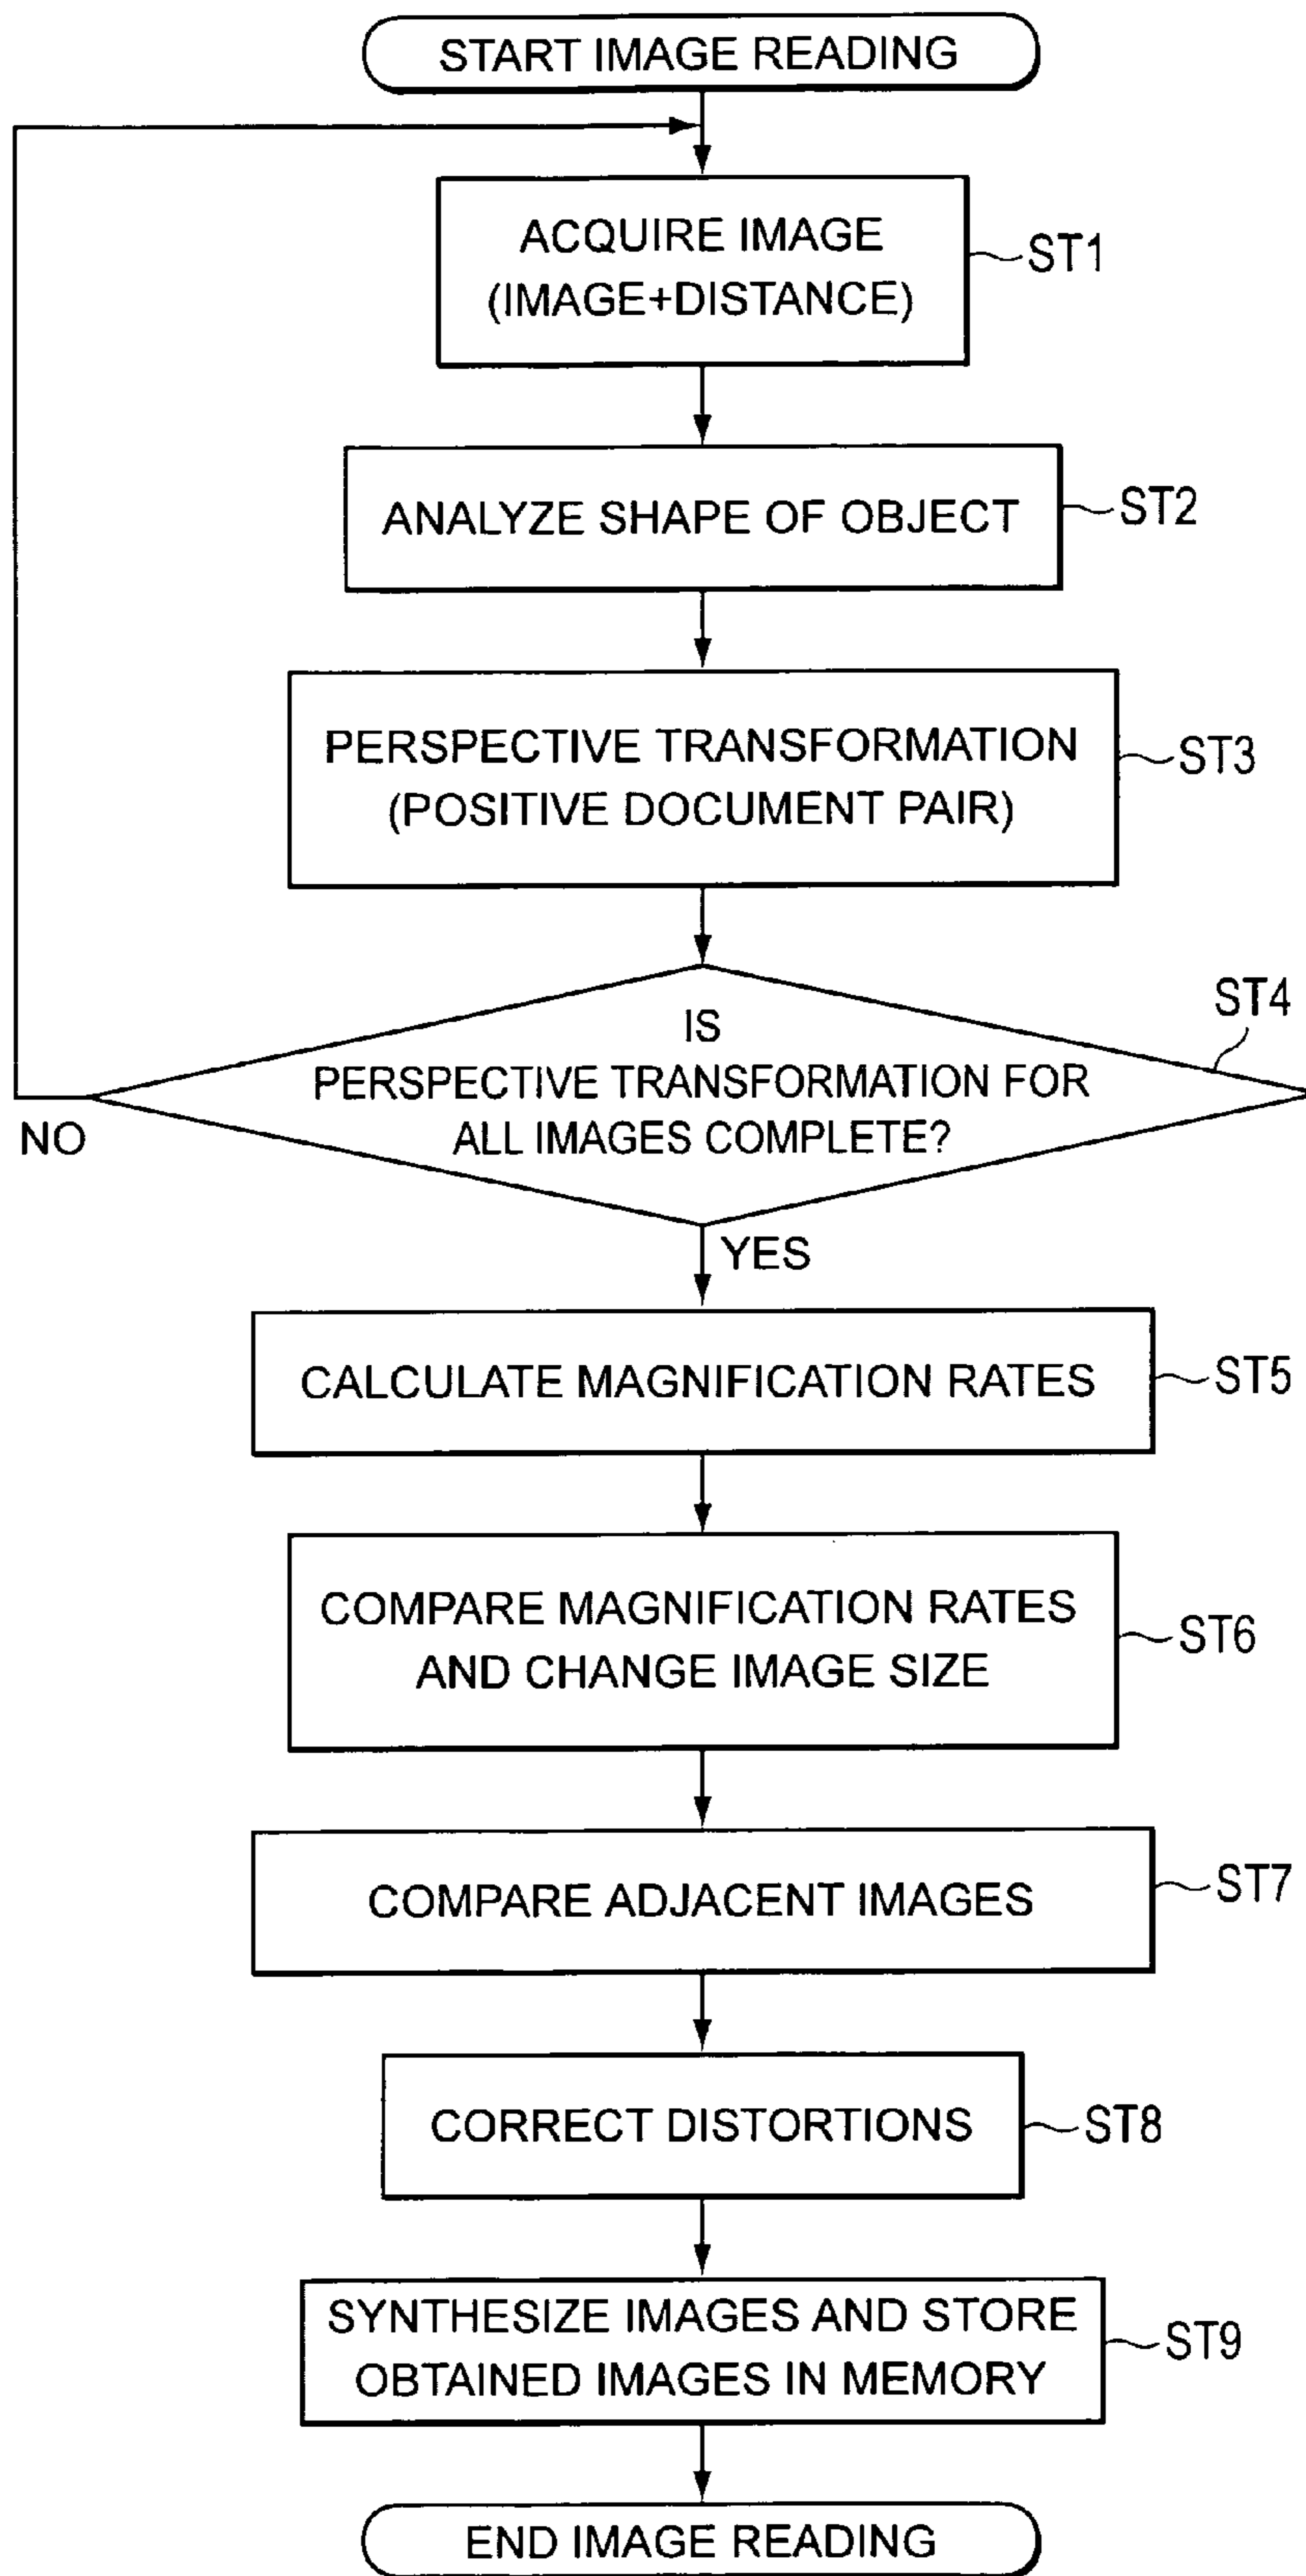 START IMAGE READING
ACQUIRE IMAGE
(IMAGE+DISTANCE)
ST1
ANALYZE SHAPE OF OBJECT
ST2
PERSPECTIVE TRANSFORMATION
(POSITIVE DOCUMENT PAIR)
ST3
IS
PERSPECTIVE TRANSFORMATION FOR
ALL IMAGES COMPLETE?
ST4
NO
YES
CALCULATE MAGNIFICATION RATES
ST5
COMPARE MAGNIFICATION RATES
AND CHANGE IMAGE SIZE
ST6
COMPARE ADJACENT IMAGES
ST7
CORRECT DISTORTIONS
ST8
SYNTHESIZE IMAGES AND STORE
OBTAINED IMAGES IN MEMORY
ST9
END IMAGE READING